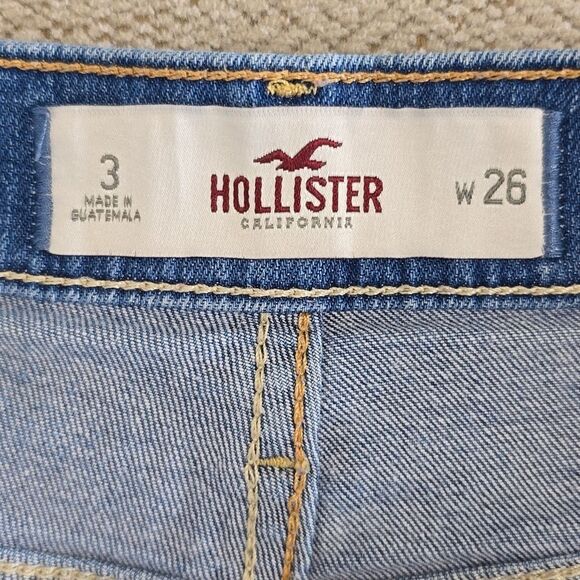 3
MADE IN
GUATEMALA
HOLLISTER
CALIFORNIA
W 26